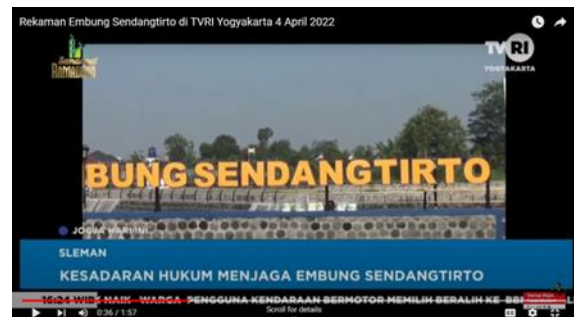 Rekaman Embung Sendangtirto di TVRI Yogyakarta 4 April 2022
RAMADHAN
TVRI
YOGYAKARTA
BUNG SENDANGTIRTO
JOGJA HARI INI
SLEMAN
KESADARAN HUKUM MENJAGA EMBUNG SENDANGTIRTO
16:24 WIB NAIK WARGA PENGGUNA KENDARAAN BERMOTOR MEMILIH BERALIH KE BBM
0:36 / 1:57
Scroll for details